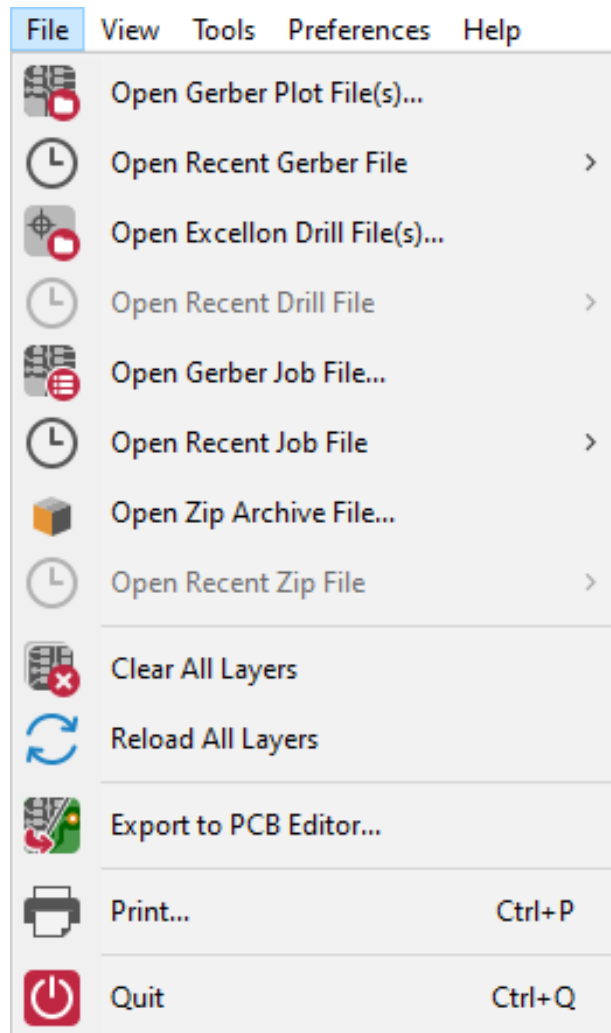 File View Tools Preferences Help
Open Gerber Plot File(s)...
Open Recent Gerber File
Open Excellon Drill File(s)...
Open Recent Drill File
Open Gerber Job File...
Open Recent Job File
Open Zip Archive File...
Open Recent Zip File
Clear All Layers
Reload All Layers
Export to PCB Editor...
Print... Ctrl+P
Quit Ctrl+Q